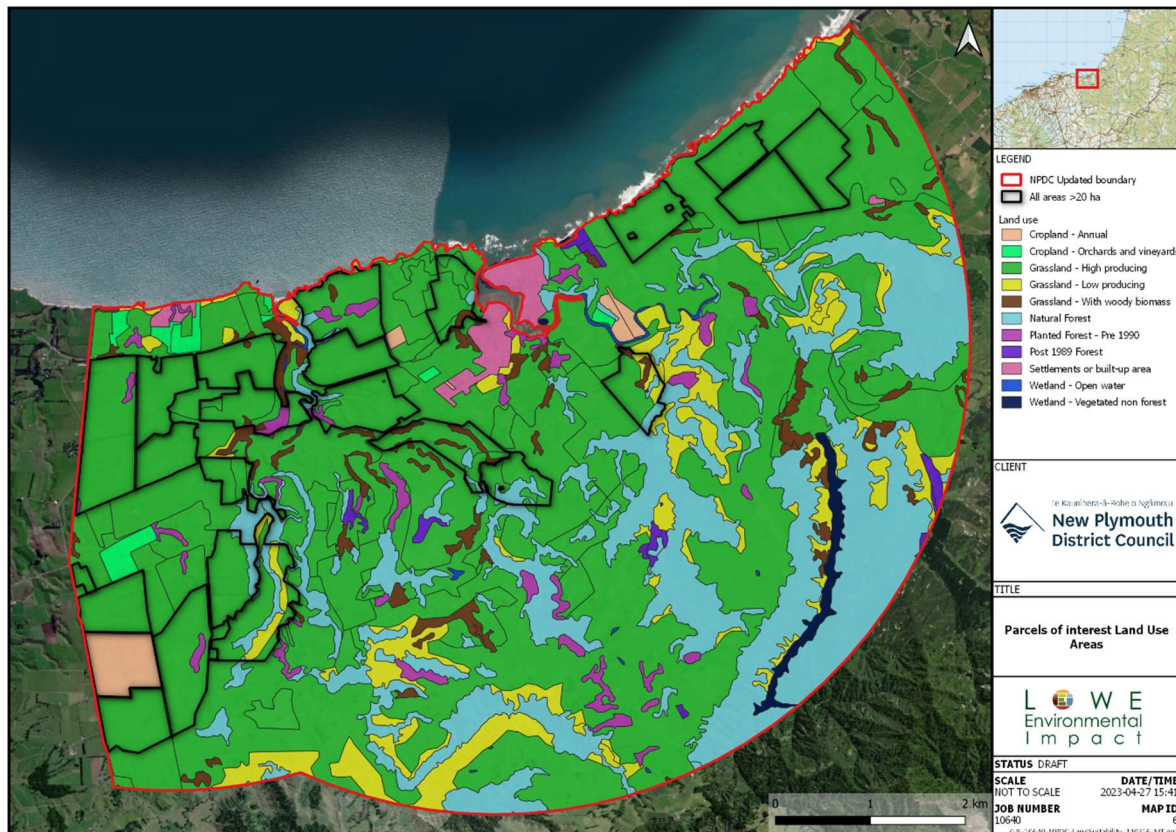 0 1 2 km
LEGEND
NPDC Updated boundary
All areas >20 ha
Land use
Cropland - Annual
Cropland - Orchards and vineyards
Grassland - High producing
Grassland - Low producing
Grassland - With woody biomass
Natural Forest
Planted Forest - Pre 1990
Post 1989 Forest
Settlements or built-up area
Wetland - Open water
Wetland - Vegetated non forest
CLIENT
New Plymouth
District Council
TITLE
Parcels of interest Land Use
Areas
LOWE
Environmental
Impact
STATUS DRAFT
SCALE DATE/TIME
NOT TO SCALE 2023-04-27 15:41
JOB NUMBER MAP ID
10640